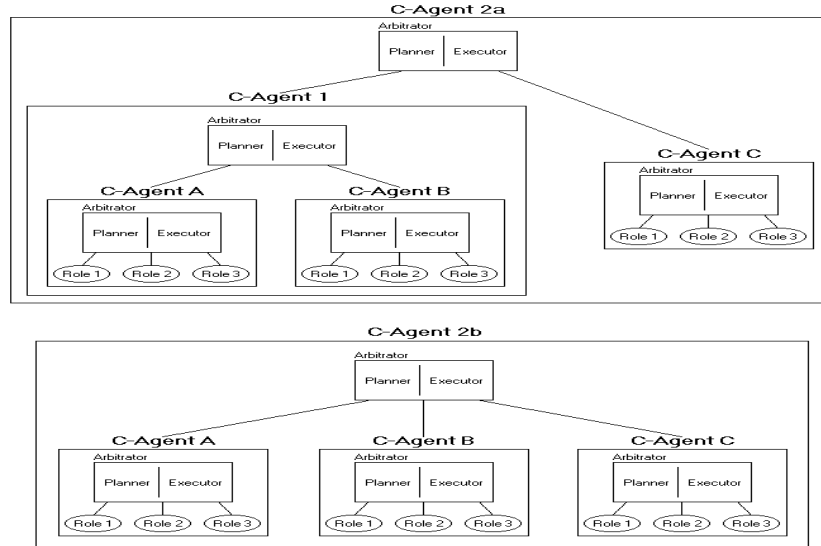 C-Agent 2a
Arbitrator
Planner Executor
C-Agent 1
Arbitrator
Planner Executor
C-Agent A
Arbitrator
Planner Executor
Role 1 Role 2 Role 3
C-Agent B
Arbitrator
Planner Executor
Role 1 Role 2 Role 3
C-Agent C
Arbitrator
Planner Executor
Role 1 Role 2 Role 3
C-Agent 2b
Arbitrator
Planner Executor
C-Agent A
Arbitrator
Planner Executor
Role 1 Role 2 Role 3
C-Agent B
Arbitrator
Planner Executor
Role 1 Role 2 Role 3
C-Agent C
Arbitrator
Planner Executor
Role 1 Role 2 Role 3